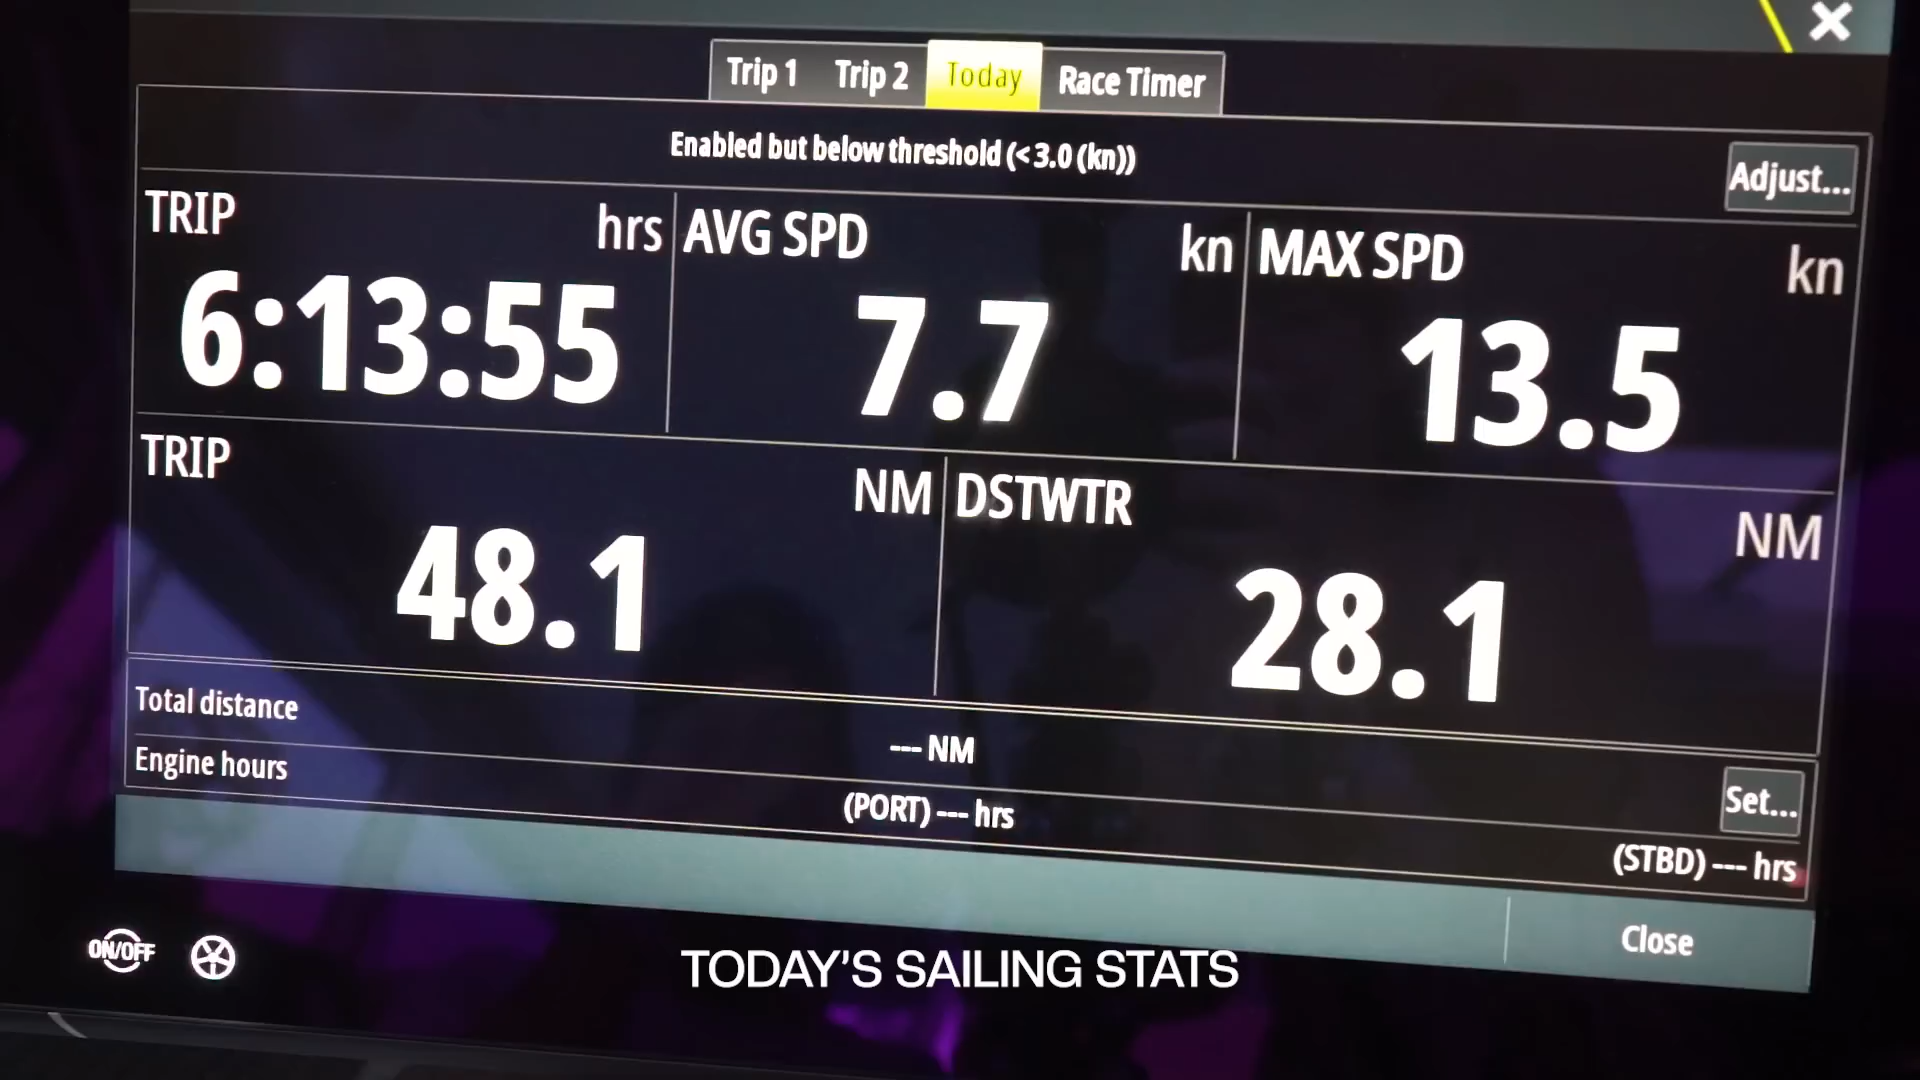 Trip 1 Trip 2 Today Race Timer
Enabled but below threshold (< 3.0 (kn))
Adjust...
TRIP hrs
6:13:55
AVG SPD kn
7.7
MAX SPD kn
13.5
TRIP NM
48.1
DSTWTR NM
28.1
Total distance
--- NM
Set...
Engine hours
(PORT) --- hrs
(STBD) --- hrs
Close
ON/OFF
TODAY'S SAILING STATS